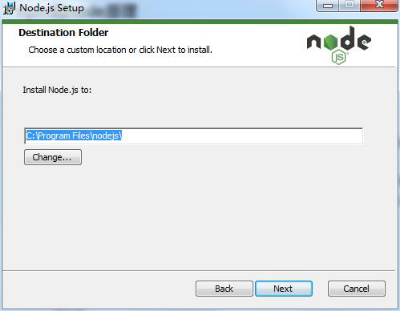 Node.js Setup
Destination Folder
Choose a custom location or click Next to install.
node
JS
Install Node.js to:
C:\Program Files\nodejs\
Change...
Back
Next
Cancel